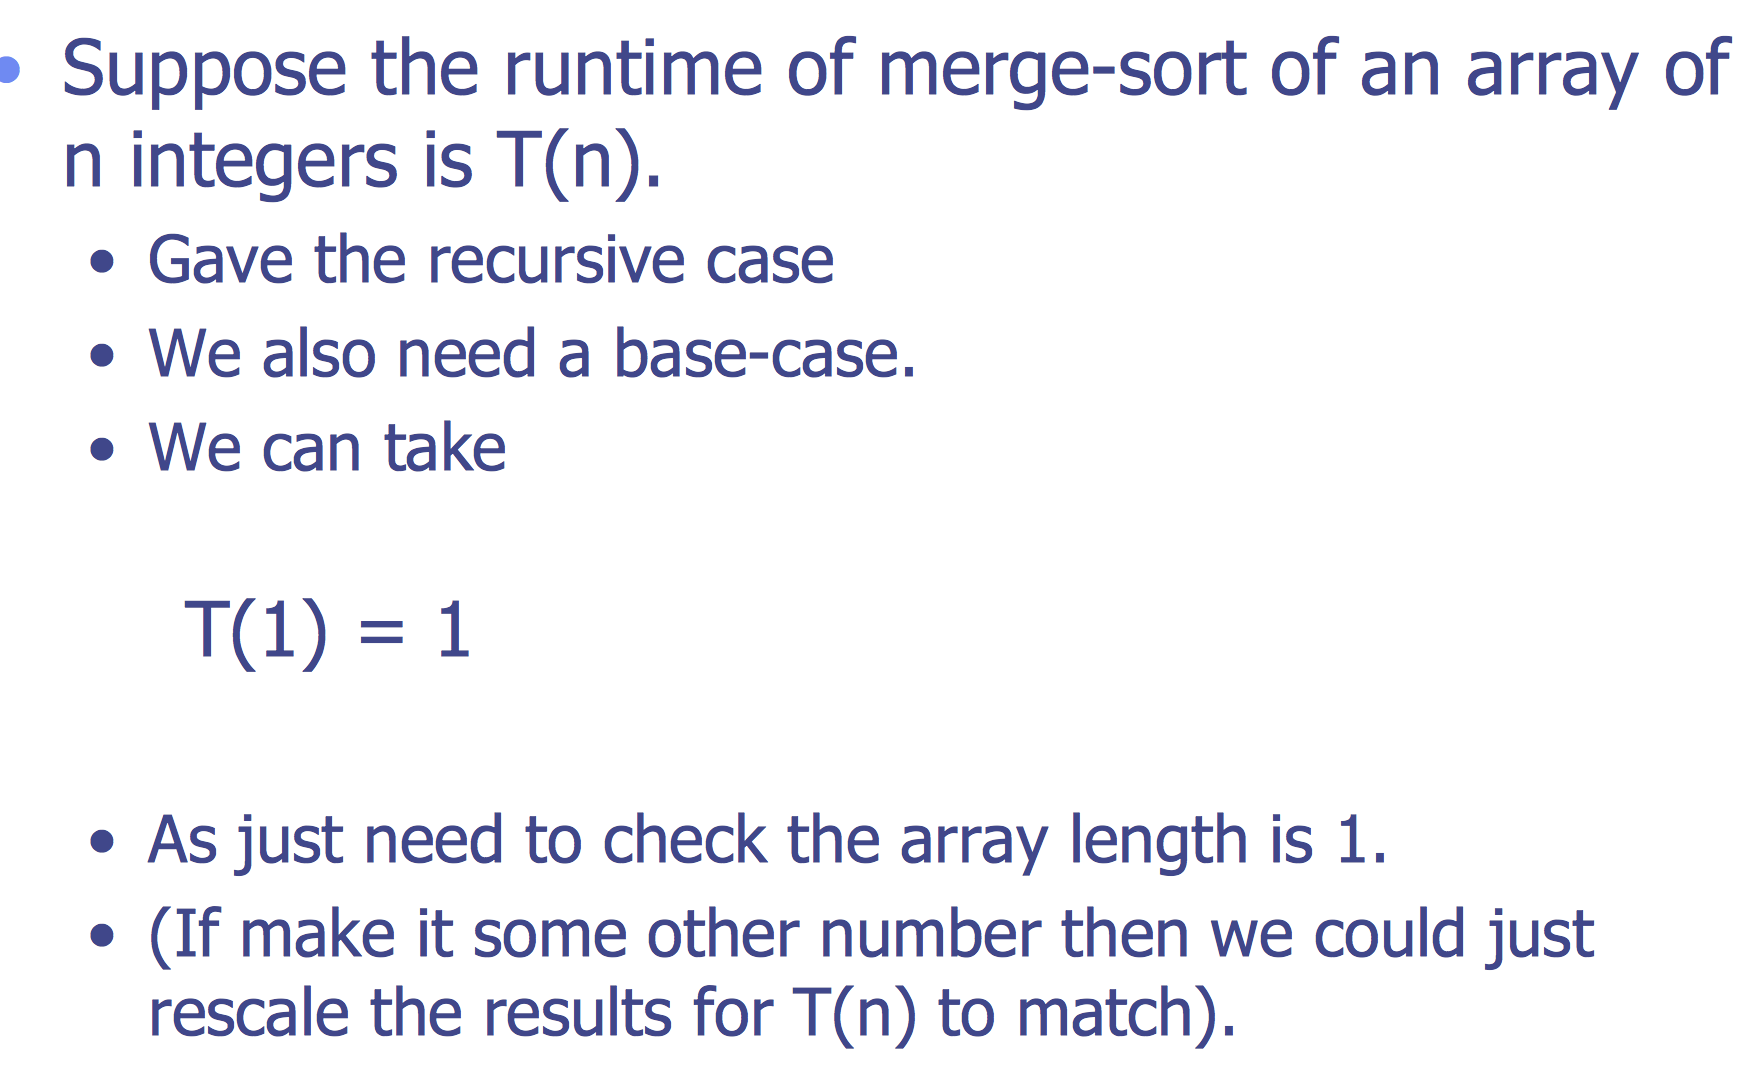 • Suppose the runtime of merge-sort of an array of
n integers is T(n).
• Gave the recursive case
• We also need a base-case.
• We can take
T(1) = 1
• As just need to check the array length is 1.
• (If make it some other number then we could just
rescale the results for T(n) to match).